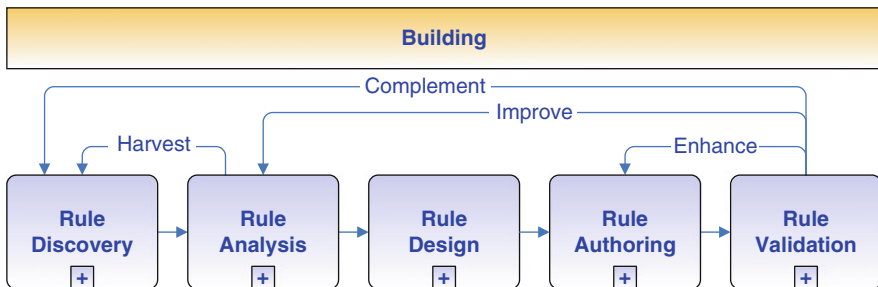 Building
Complement
Improve
Harvest
Enhance
Rule
Discovery
+
Rule
Analysis
+
Rule
Design
+
Rule
Authoring
+
Rule
Validation
+